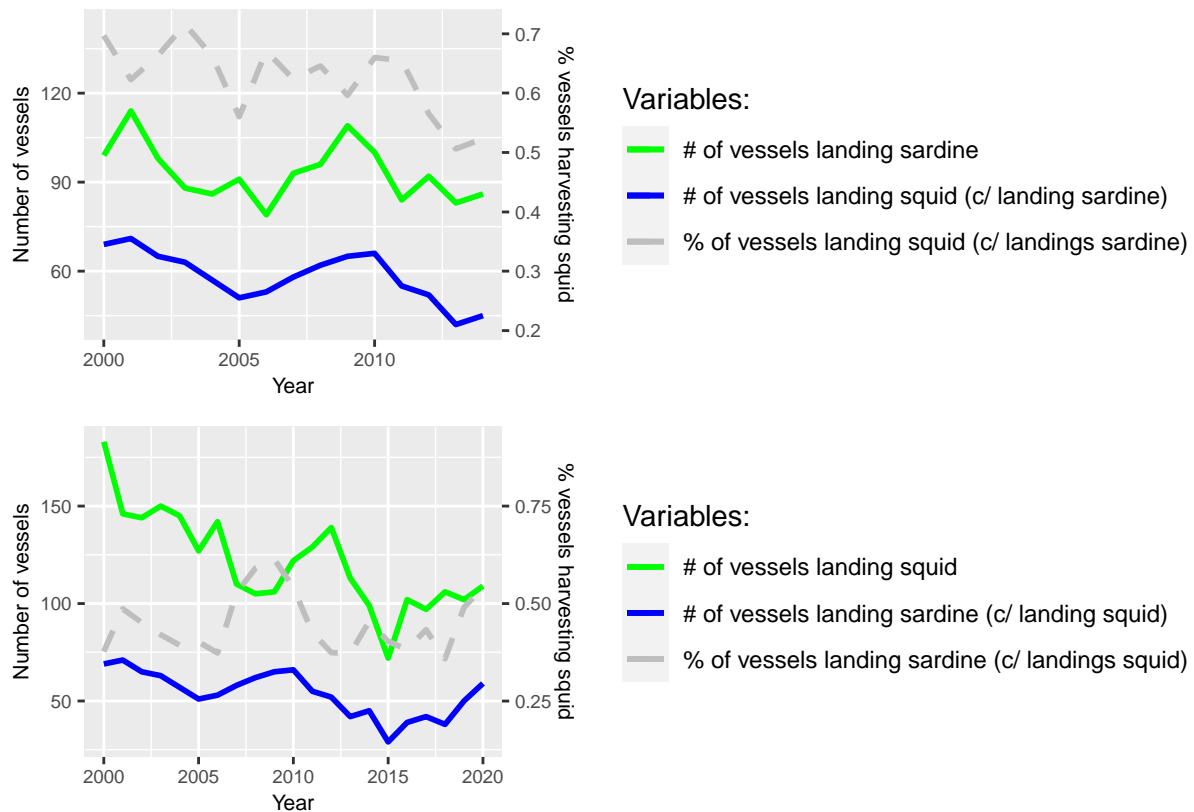 Number of vessels
120
90
60
0.7
0.6
0.5
0.4
0.3
0.2
% vessels harvesting squid
2000 2005 2010
Year
Variables:
# of vessels landing sardine
# of vessels landing squid (c/ landing sardine)
% of vessels landing squid (c/ landings sardine)
Number of vessels
150
100
50
0.75
0.50
0.25
% vessels harvesting squid
2000 2005 2010 2015 2020
Year
Variables:
# of vessels landing squid
# of vessels landing sardine (c/ landing squid)
% of vessels landing sardine (c/ landings squid)